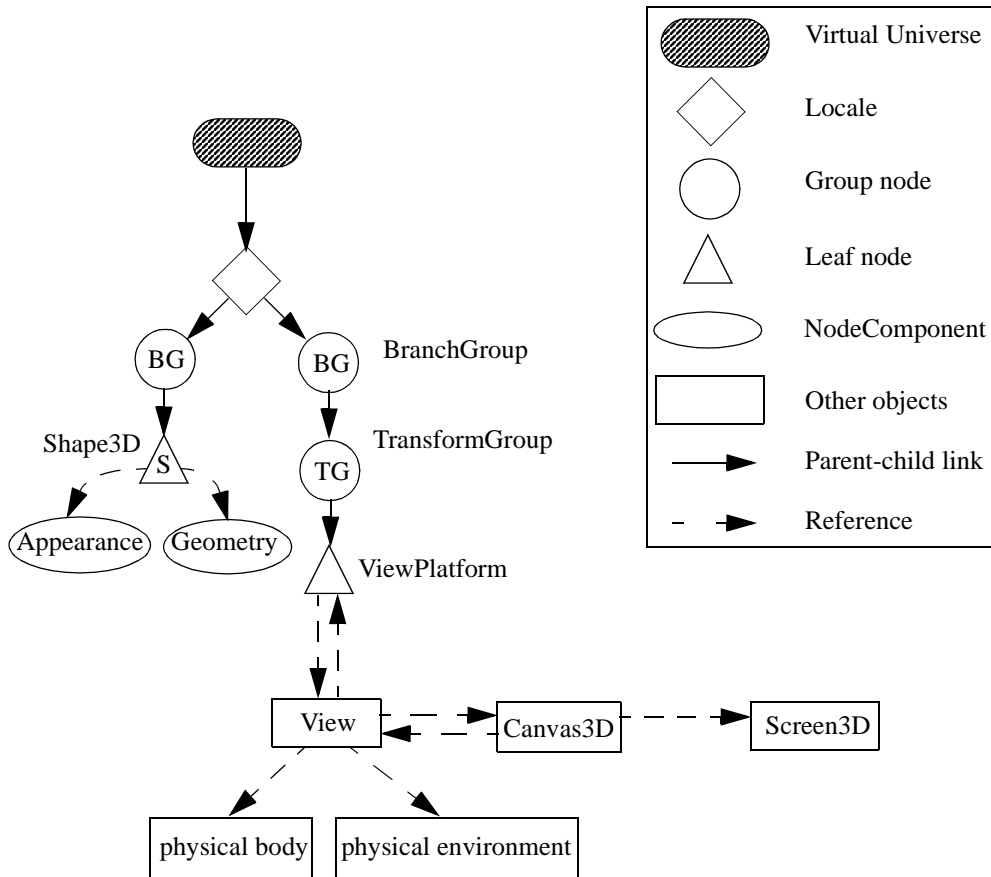 Virtual Universe
Locale
Group node
Leaf node
NodeComponent
Other objects
Parent-child link
Reference
BG
BG
BranchGroup
Shape3D
S
TG
TransformGroup
Appearance
Geometry
ViewPlatform
View
Canvas3D
Screen3D
physical body
physical environment